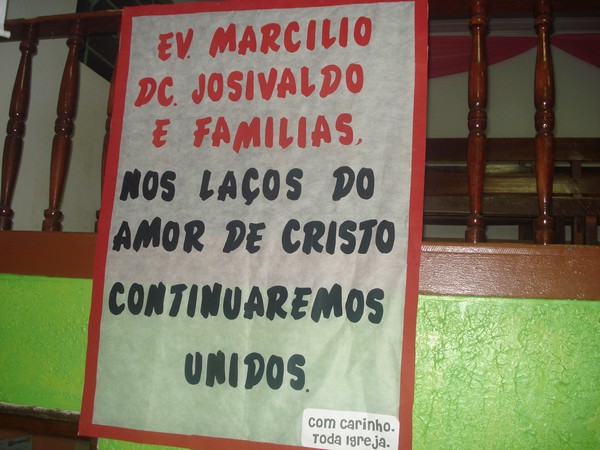 EV. MARCILIO
DC. JOSIVALDO
E FAMILIAS,
NOS LAÇOS DO
AMOR DE CRISTO
CONTINUAREMOS
UNIDOS.
com carinho.
Toda Igreja.